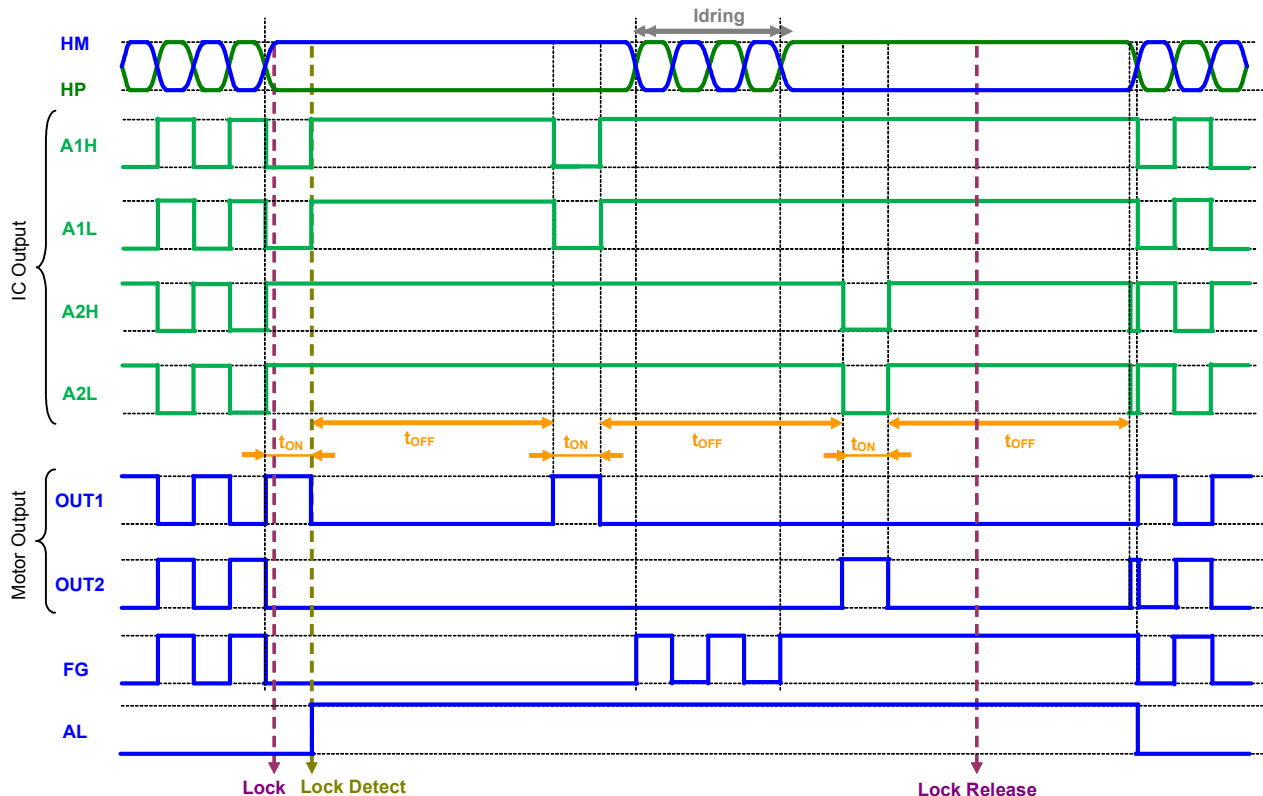 Idring
HM
HP
IC Output
A1H
A1L
A2H
A2L
tON
tOFF
tON
tOFF
tON
tOFF
Motor Output
OUT1
OUT2
FG
AL
Lock
Lock Detect
Lock Release